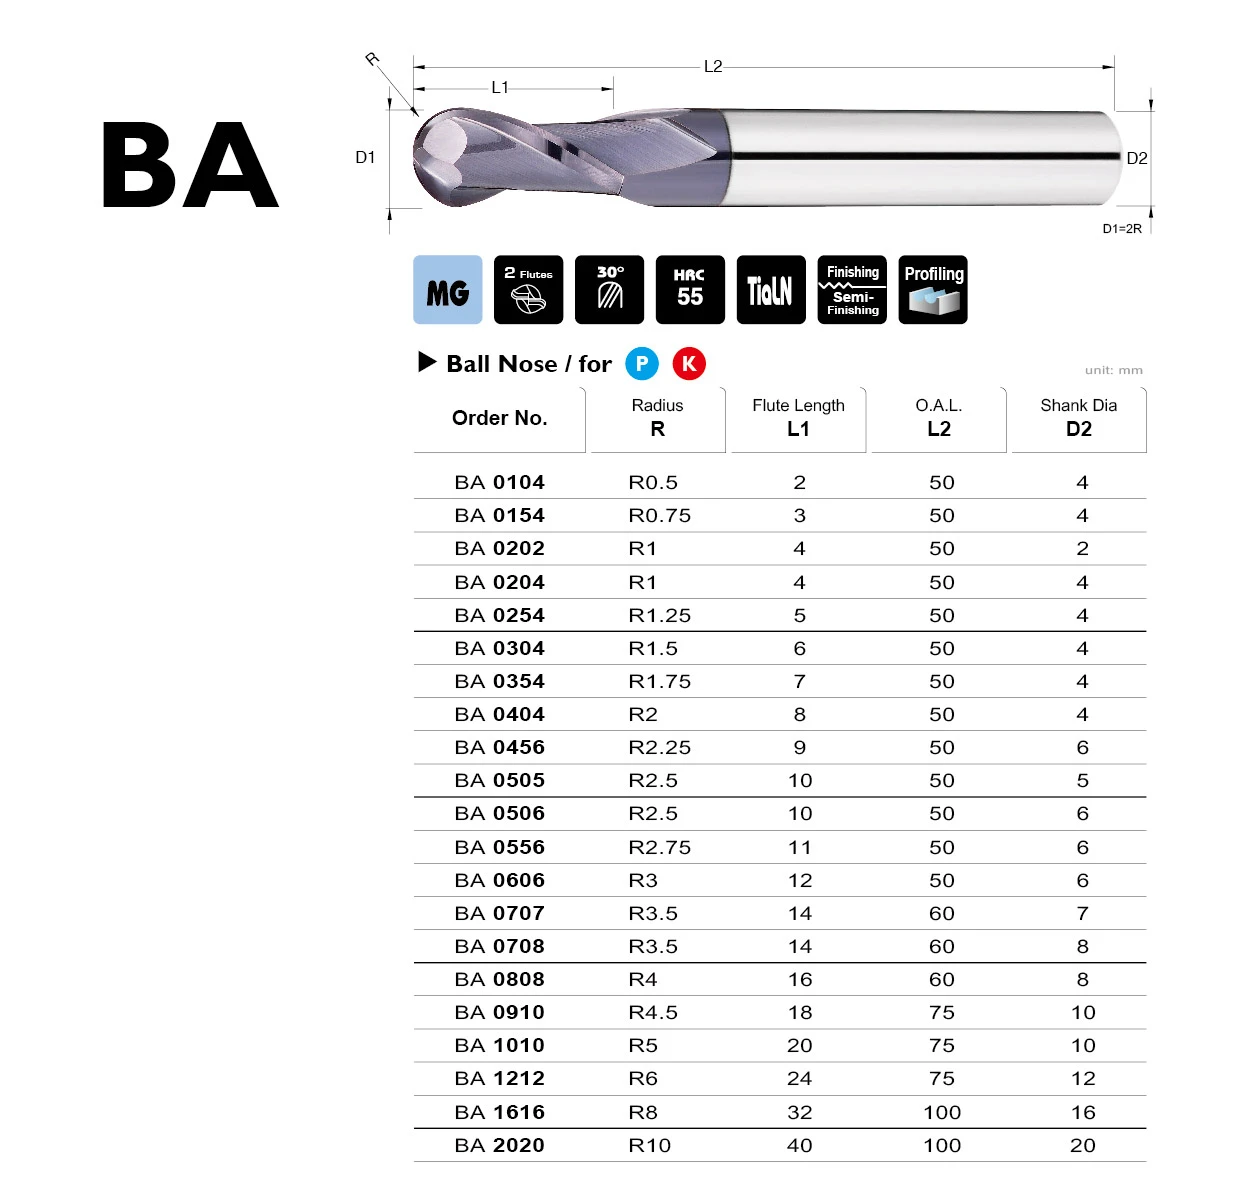 BA
R
L2
L1
D1
D2
D1=2R
MG
2 Flutes
30°
HRC
55
TiaLN
Finishing
Semi-
Finishing
Profiling
Ball Nose / for P K
unit: mm
Order No. Radius R Flute Length L1 O.A.L. L2 Shank Dia D2
BA 0104 R0.5 2 50 4
BA 0154 R0.75 3 50 4
BA 0202 R1 4 50 2
BA 0204 R1 4 50 4
BA 0254 R1.25 5 50 4
BA 0304 R1.5 6 50 4
BA 0354 R1.75 7 50 4
BA 0404 R2 8 50 4
BA 0456 R2.25 9 50 6
BA 0505 R2.5 10 50 5
BA 0506 R2.5 10 50 6
BA 0556 R2.75 11 50 6
BA 0606 R3 12 50 6
BA 0707 R3.5 14 60 7
BA 0708 R3.5 14 60 8
BA 0808 R4 16 60 8
BA 0910 R4.5 18 75 10
BA 1010 R5 20 75 10
BA 1212 R6 24 75 12
BA 1616 R8 32 100 16
BA 2020 R10 40 100 20